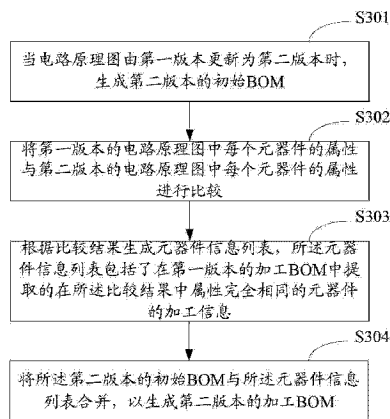 S301
当电路原理图由第一版本更新为第二版本时，
生成第二版本的初始BOM
S302
将第一版本的电路原理图中每个元器件的属性
与第二版本的电路原理图中每个元器件的属性
进行比较
S303
根据比较结果生成元器件信息列表，所述元器
件信息列表包括了在第一版本的加工BOM中提
取的在所述比较结果中属性完全相同的元器件
的加工信息
S304
将所述第二版本的初始BOM与所述元器件信息
列表合并，以生成第二版本的加工BOM